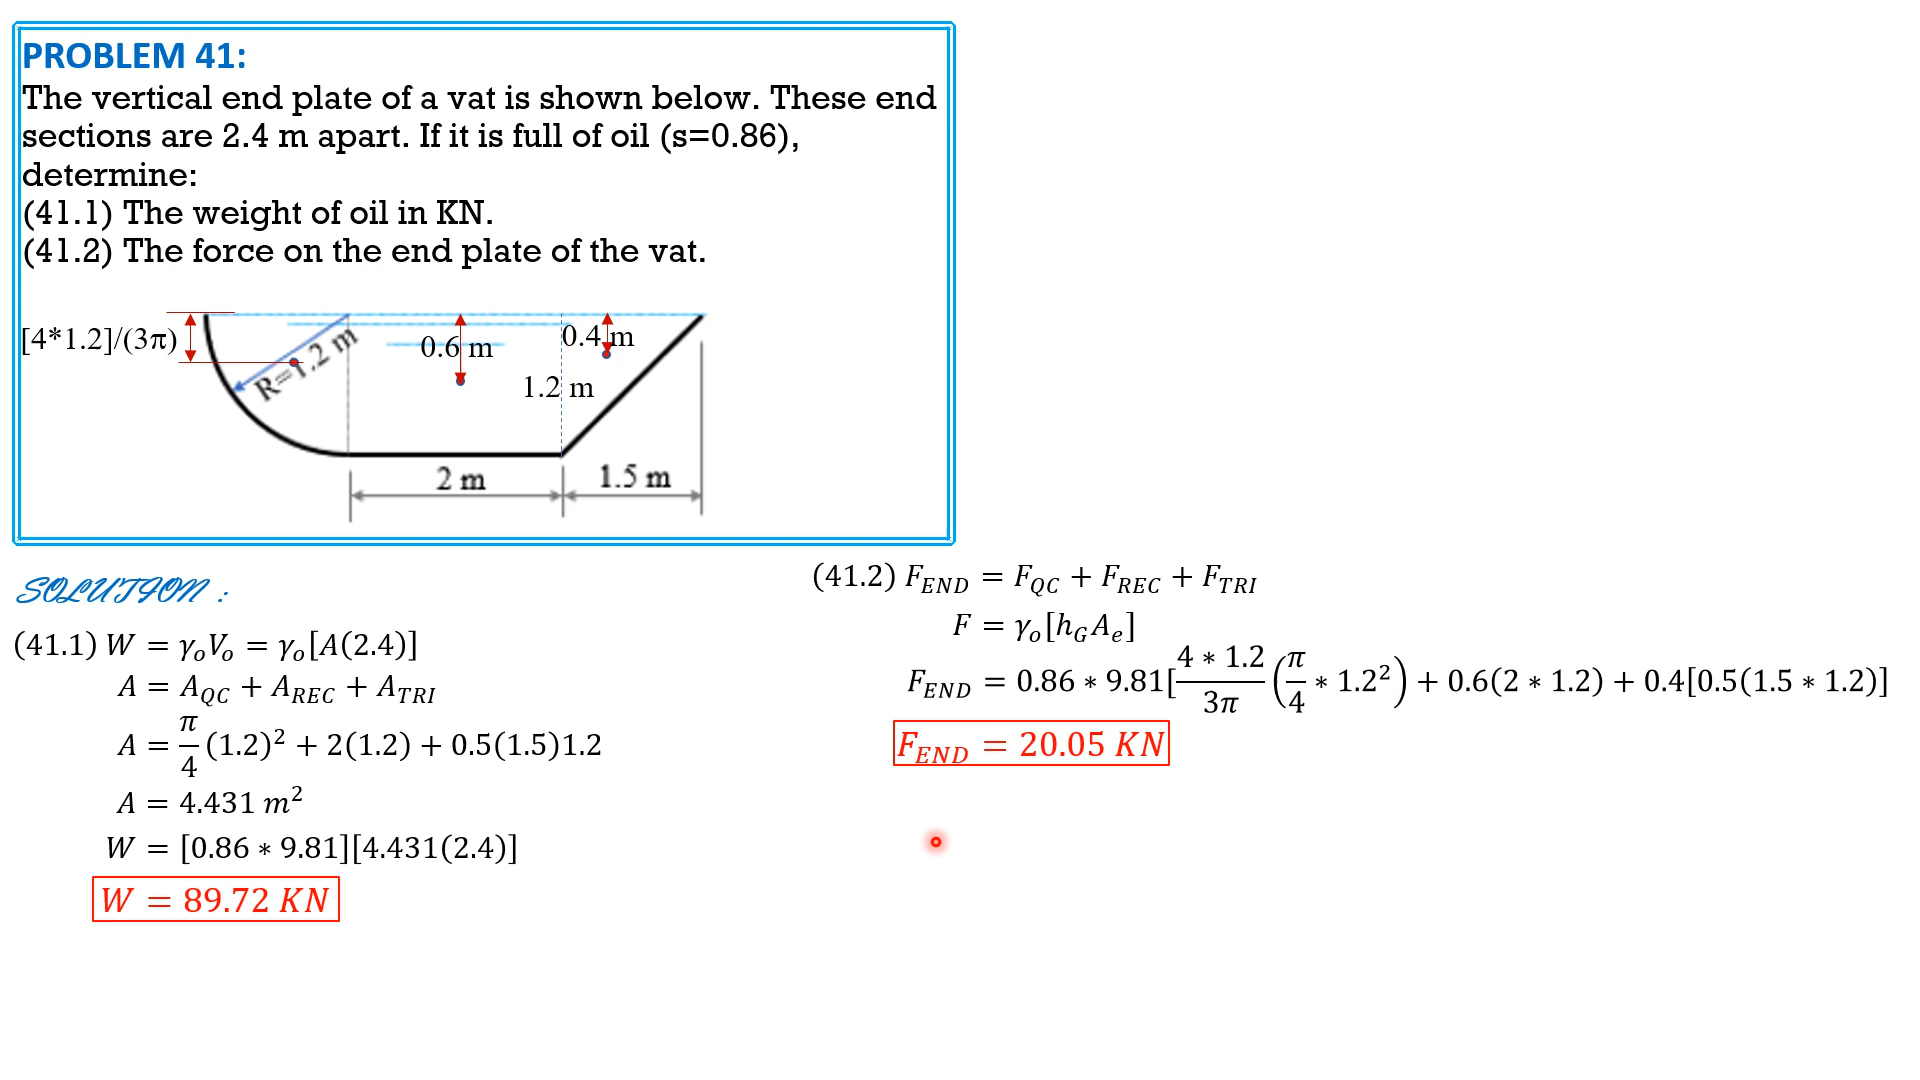 PROBLEM 41:
The vertical end plate of a vat is shown below. These end
sections are 2.4 m apart. If it is full of oil (s=0.86),
determine:
(41.1) The weight of oil in KN.
(41.2) The force on the end plate of the vat.
[4*1.2]/(3π)
R=1.2 m
0.6 m
0.4 m
1.2 m
2 m
1.5 m
SOLUTION :
(41.1) W = γₒVₒ = γₒ[A(2.4)]
A = A_QC + A_REC + A_TRI
A = π/4 (1.2)² + 2(1.2) + 0.5(1.5)1.2
A = 4.431 m²
W = [0.86 ∗ 9.81][4.431(2.4)]
W = 89.72 KN
(41.2) F_END = F_QC + F_REC + F_TRI
F = γₒ[h_G A_e]
F_END = 0.86 ∗ 9.81[4 ∗ 1.2/3π (π/4 ∗ 1.2²) + 0.6(2 ∗ 1.2) + 0.4[0.5(1.5 ∗ 1.2)]
F_END = 20.05 KN